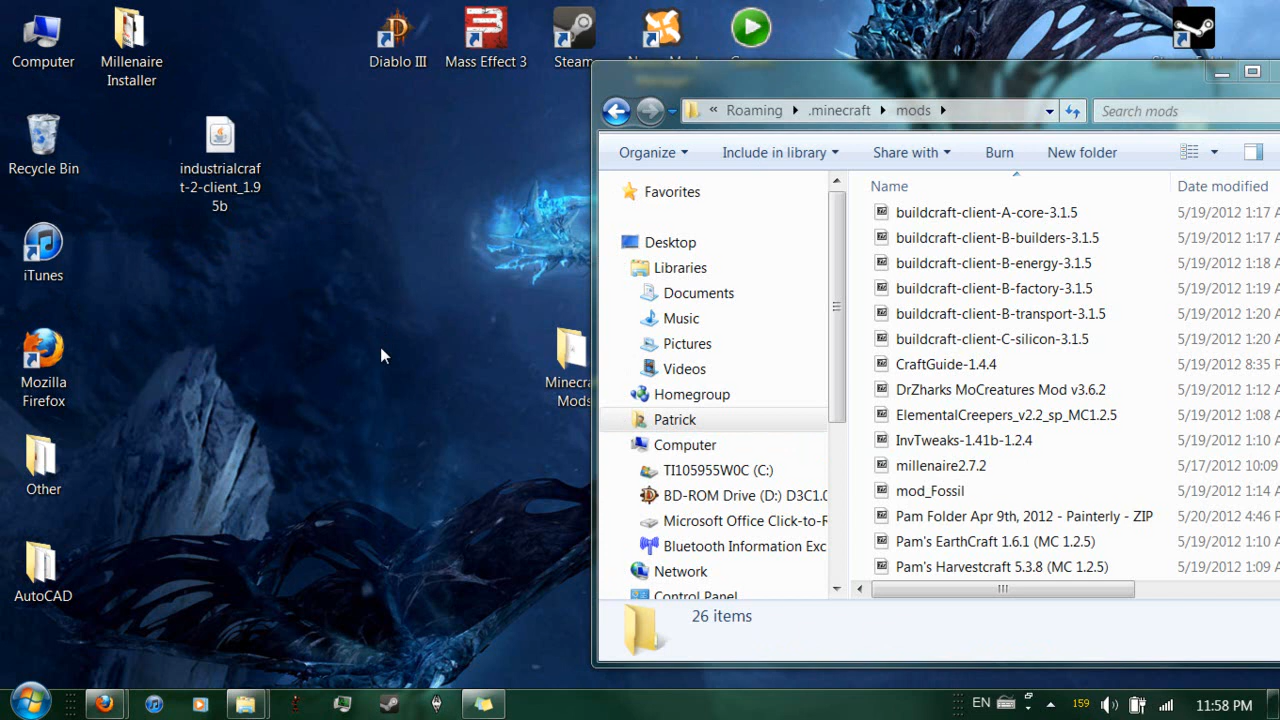 Computer
Millenaire
Installer
Diablo III
Mass Effect 3
Steam
Recycle Bin
industrialcraf
t-2-client_1.9
5b
iTunes
Mozilla
Firefox
Minecra
Mods
Other
AutoCAD
« Roaming .minecraft mods
Search mods
Organize Include in library Share with Burn New folder
Favorites
Desktop
Libraries
Documents
Music
Pictures
Videos
Homegroup
Patrick
Computer
TI105955W0C (C:)
BD-ROM Drive (D:) D3C1.0
Microsoft Office Click-to-R
Bluetooth Information Exc
Network
Control Panel
Name Date modified
buildcraft-client-A-core-3.1.5 5/19/2012 1:17 A
buildcraft-client-B-builders-3.1.5 5/19/2012 1:17 A
buildcraft-client-B-energy-3.1.5 5/19/2012 1:18 A
buildcraft-client-B-factory-3.1.5 5/19/2012 1:19 A
buildcraft-client-B-transport-3.1.5 5/19/2012 1:20 A
buildcraft-client-C-silicon-3.1.5 5/19/2012 1:20 A
CraftGuide-1.4.4 5/19/2012 8:35 P
DrZharks MoCreatures Mod v3.6.2 5/19/2012 1:12 A
ElementalCreepers_v2.2_sp_MC1.2.5 5/19/2012 1:08 A
InvTweaks-1.41b-1.2.4 5/19/2012 1:10 A
millenaire2.7.2 5/17/2012 10:09
mod_Fossil 5/19/2012 1:14 A
Pam Folder Apr 9th, 2012 - Painterly - ZIP 5/20/2012 4:46 P
Pam's EarthCraft 1.6.1 (MC 1.2.5) 5/19/2012 1:10 A
Pam's Harvestcraft 5.3.8 (MC 1.2.5) 5/19/2012 1:09 A
26 items
EN 159 11:58 PM